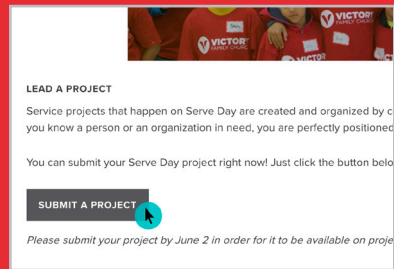 VICTORY
FAMILY CHURCH
VICTOR
LEAD A PROJECT
Service projects that happen on Serve Day are created and organized by c
you know a person or an organization in need, you are perfectly positioned
You can submit your Serve Day project right now! Just click the button belo
SUBMIT A PROJECT
Please submit your project by June 2 in order for it to be available on proje